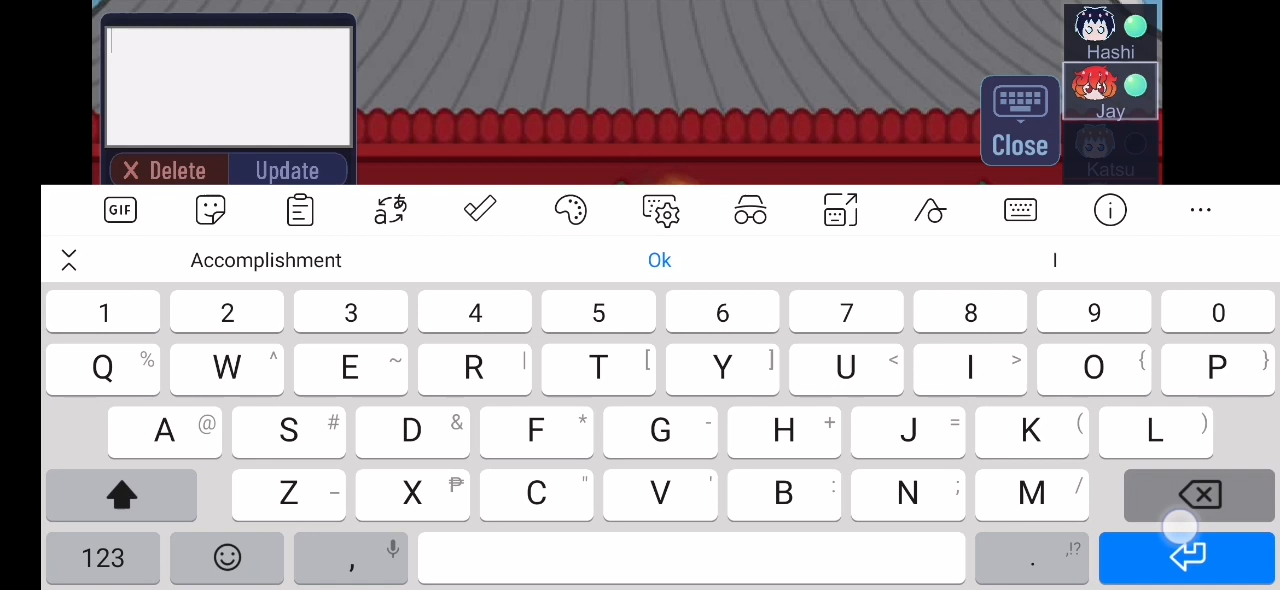 Hashi
Jay
Katsu
Close
X Delete
Update
GIF
Accomplishment
Ok
I
1 2 3 4 5 6 7 8 9 0
Q % W ^ E ~ R | T [ Y ] U < I > O { P }
A @ S # D & F * G - H + J = K ( L )
Z – X ₱ C " V ' B : N ; M /
123 , . ,!?